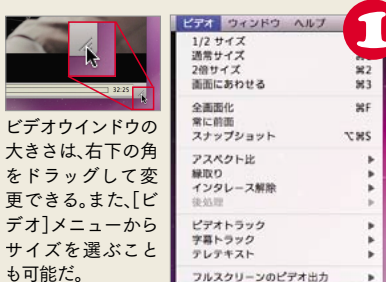 32:25
ビデオウインドウの
大きさは、右下の角
をドラッグして変
更できる。また、[ビ
デオ]メニューから
サイズを選ぶこと
も可能だ。
1
ビデオ ウィンドウ ヘルプ
1/2 サイズ
通常サイズ
2倍サイズ ⌘2
画面にあわせる ⌘3
全画面化 ⌘F
常に前面
スナップショット ⌥⌘S
アスペクト比
縁取り
インタレース解除
後処理
ビデオトラック
字幕トラック
テレテキスト
フルスクリーンのビデオ出力